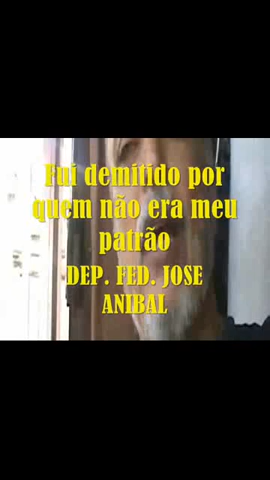 Fui demitido por
quem não era meu
patrão
DEP. FED. JOSE
ANIBAL